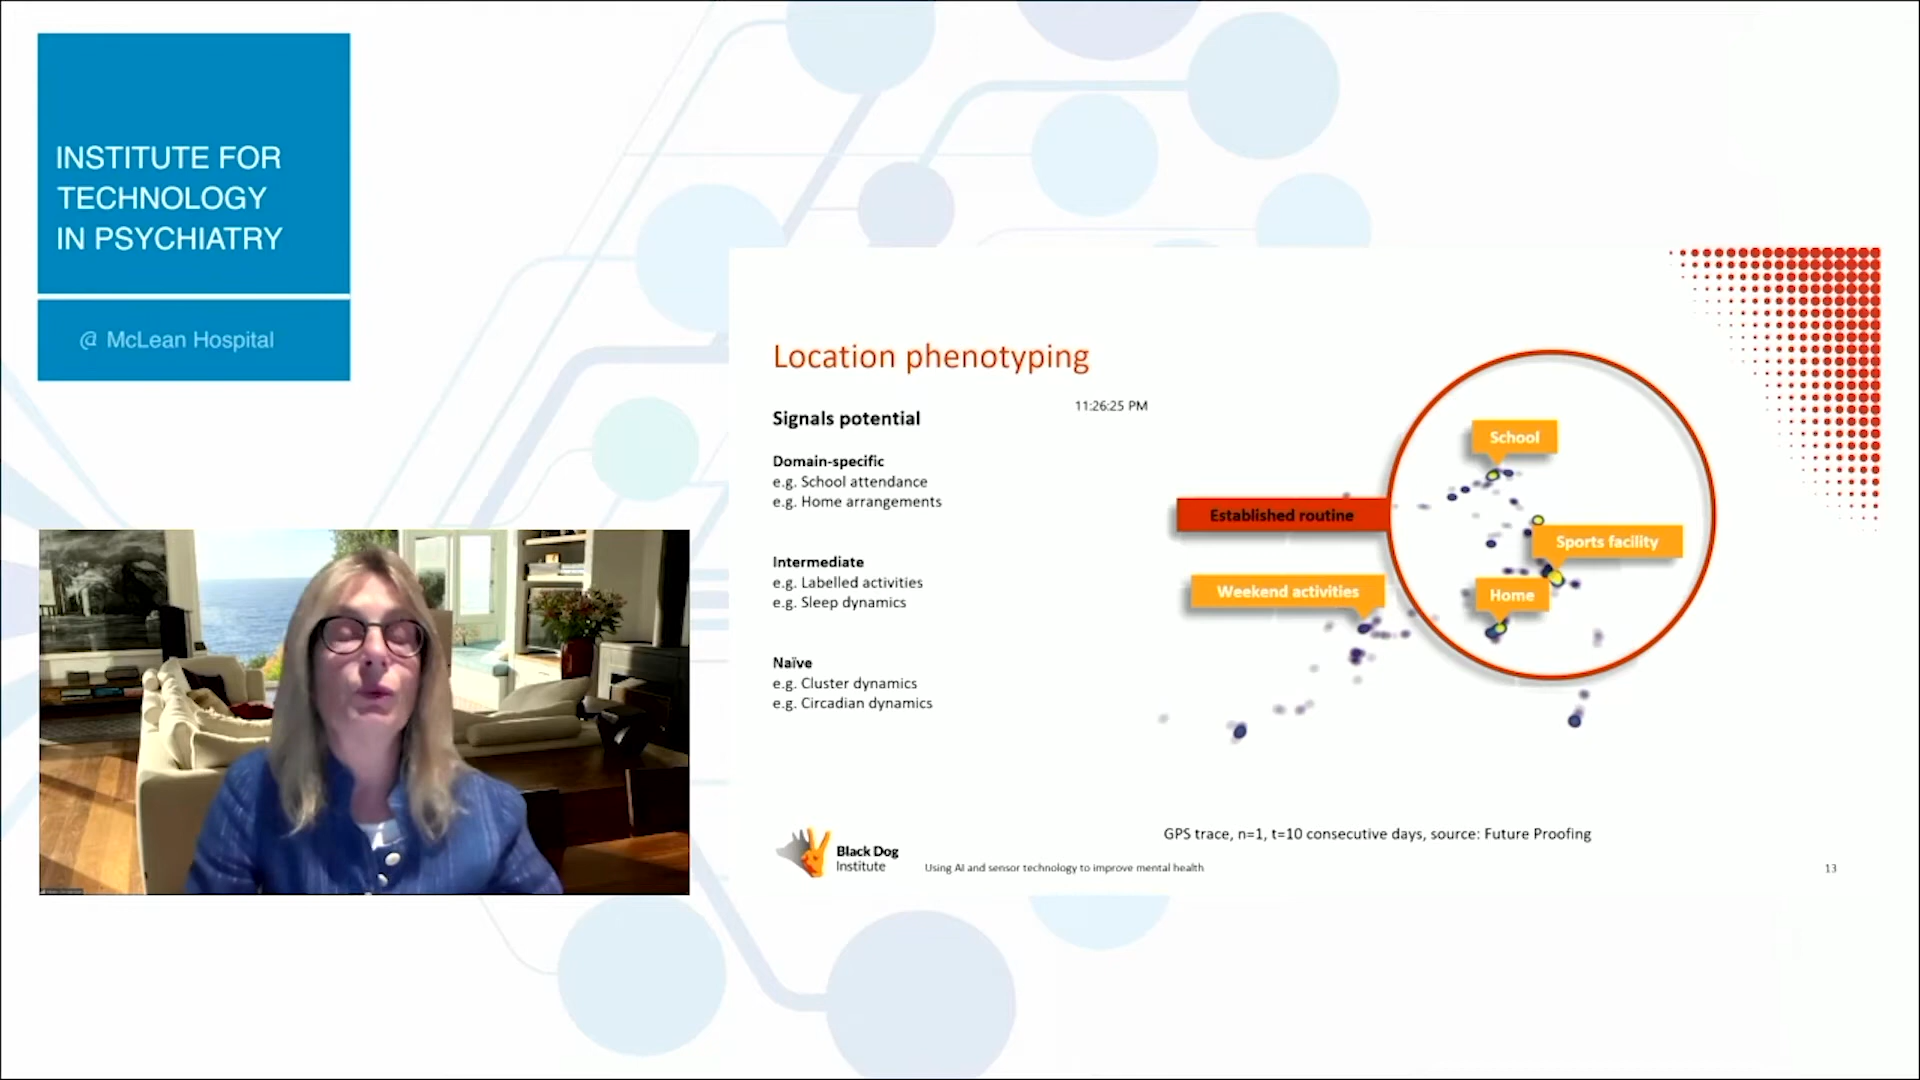 INSTITUTE FOR
TECHNOLOGY
IN PSYCHIATRY
@ McLean Hospital
Location phenotyping
11:26:25 PM
Signals potential
Domain-specific
e.g. School attendance
e.g. Home arrangements
Intermediate
e.g. Labelled activities
e.g. Sleep dynamics
Naïve
e.g. Cluster dynamics
e.g. Circadian dynamics
School
Established routine
Sports facility
Weekend activities
Home
GPS trace, n=1, t=10 consecutive days, source: Future Proofing
Black Dog
Institute
Using AI and sensor technology to improve mental health
13